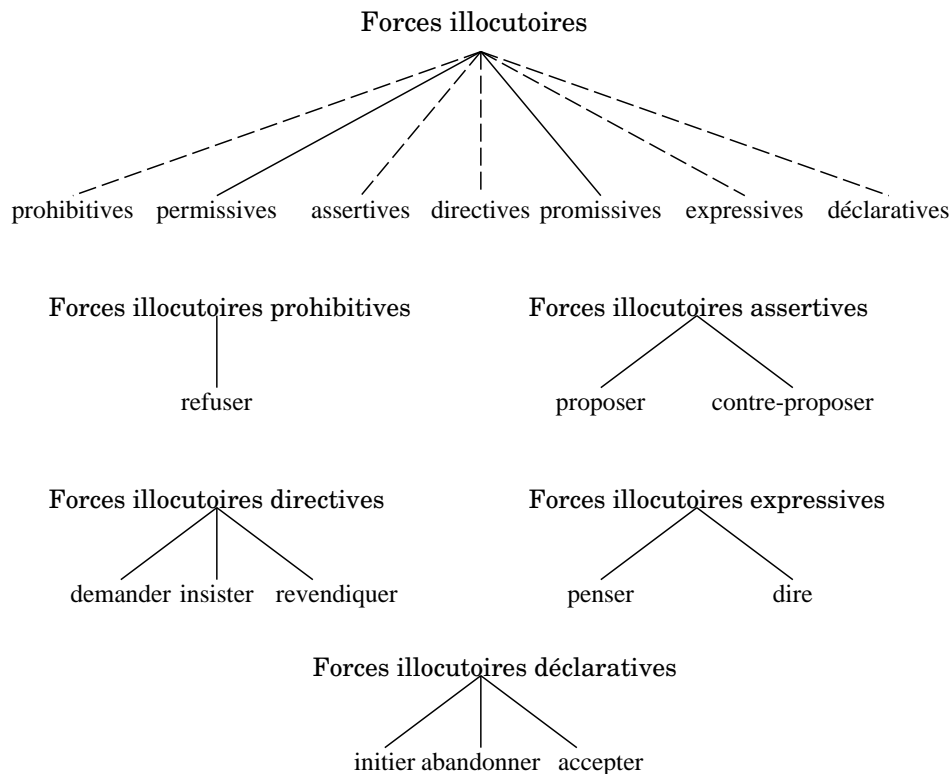 Forces illocutoires
prohibitives permissives assertives directives promissives expressives déclaratives
Forces illocutoires prohibitives Forces illocutoires assertives
refuser proposer contre-proposer
Forces illocutoires directives Forces illocutoires expressives
demander insister revendiquer penser dire
Forces illocutoires déclaratives
initier abandonner accepter